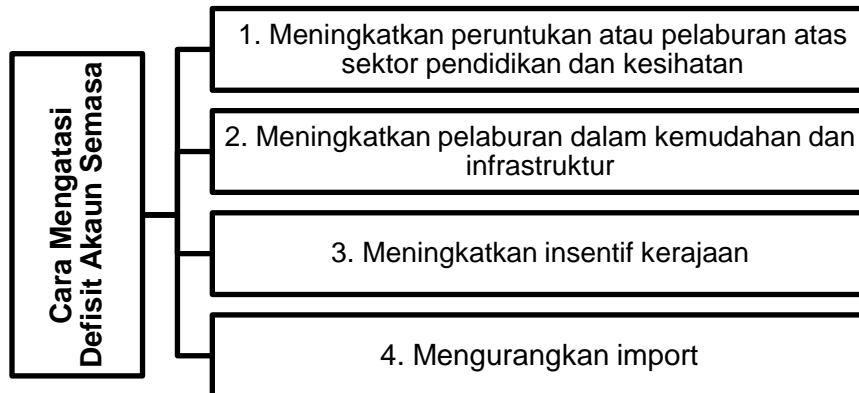 Cara Mengatasi
Defisit Akaun Semasa
1. Meningkatkan peruntukan atau pelaburan atas
sektor pendidikan dan kesihatan
2. Meningkatkan pelaburan dalam kemudahan dan
infrastruktur
3. Meningkatkan insentif kerajaan
4. Mengurangkan import